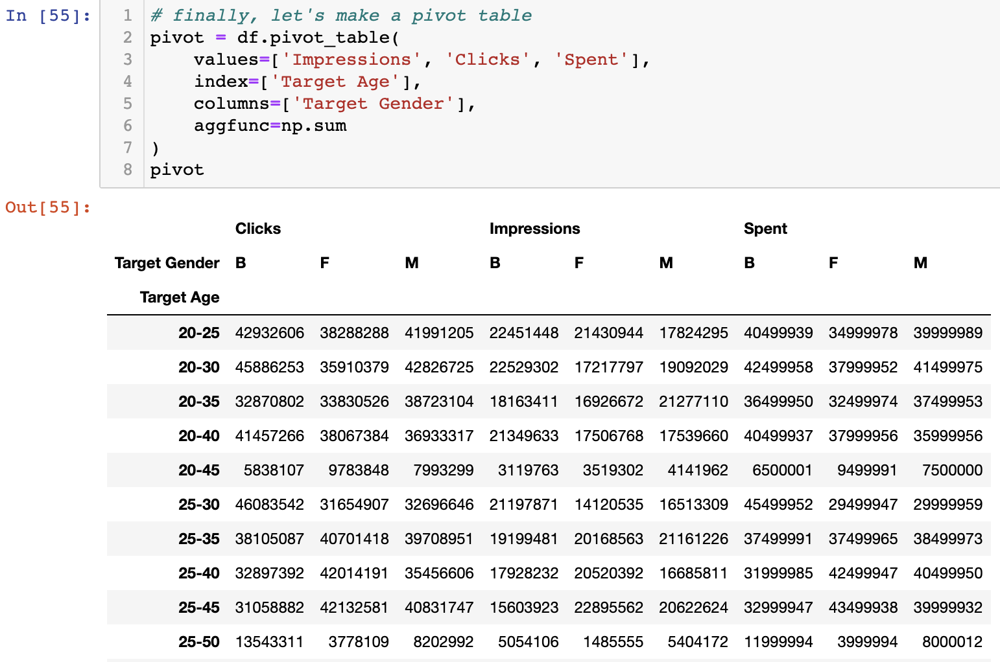 In [55]:
1 # finally, let's make a pivot table
2 pivot = df.pivot_table(
3     values=['Impressions', 'Clicks', 'Spent'],
4     index=['Target Age'],
5     columns=['Target Gender'],
6     aggfunc=np.sum
7 )
8 pivot
Out[55]:
Clicks Impressions Spent
Target Gender B F M B F M B F M
Target Age
20-25 42932606 38288288 41991205 22451448 21430944 17824295 40499939 34999978 39999989
20-30 45886253 35910379 42826725 22529302 17217797 19092029 42499958 37999952 41499975
20-35 32870802 33830526 38723104 18163411 16926672 21277110 36499950 32499974 37499953
20-40 41457266 38067384 36933317 21349633 17506768 17539660 40499937 37999956 35999956
20-45 5838107 9783848 7993299 3119763 3519302 4141962 6500001 9499991 7500000
25-30 46083542 31654907 32696646 21197871 14120535 16513309 45499952 29499947 29999959
25-35 38105087 40701418 39708951 19199481 20168563 21161226 37499991 37499965 38499973
25-40 32897392 42014191 35456606 17928232 20520392 16685811 31999985 42499947 40499950
25-45 31058882 42132581 40831747 15603923 22895562 20622624 32999947 43499938 39999932
25-50 13543311 3778109 8202992 5054106 1485555 5404172 11999994 3999994 8000012